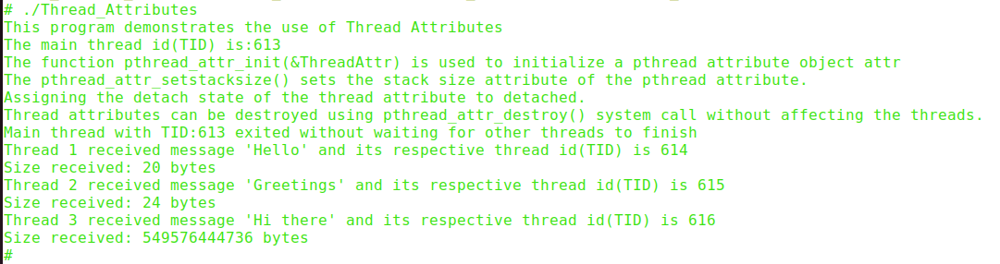 # ./Thread_Attributes
This program demonstrates the use of Thread Attributes
The main thread id(TID) is:613
The function pthread_attr_init(&ThreadAttr) is used to initialize a pthread attribute object attr
The pthread_attr_setstacksize() sets the stack size attribute of the pthread attribute.
Assigning the detach state of the thread attribute to detached.
Thread attributes can be destroyed using pthread_attr_destroy() system call without affecting the threads.
Main thread with TID:613 exited without waiting for other threads to finish
Thread 1 received message 'Hello' and its respective thread id(TID) is 614
Size received: 20 bytes
Thread 2 received message 'Greetings' and its respective thread id(TID) is 615
Size received: 24 bytes
Thread 3 received message 'Hi there' and its respective thread id(TID) is 616
Size received: 549576444736 bytes
#